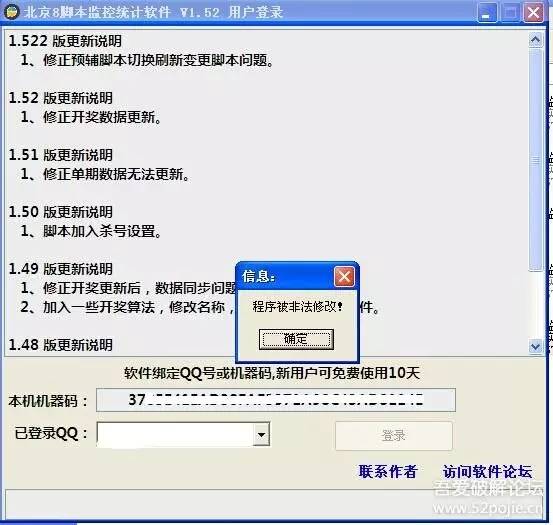 北京8脚本监控统计软件 V1.52 用户登录
1.522 版更新说明
1、修正预辅脚本切换刷新变更脚本问题。
1.52 版更新说明
1、修正开奖数据更新。
1.51 版更新说明
1、修正单期数据无法更新。
1.50 版更新说明
1、脚本加入杀号设置。
1.49 版更新说明
1、修正开奖更新后，数据同步问题
2、加入一些开奖算法，修改名称，
件。
1.48 版更新说明
信息：
程序被非法修改!
确定
软件绑定QQ号或机器码,新用户可免费使用10天
本机机器码：
37
已登录QQ：
登录
联系作者 访问软件论坛
吾爱破解论坛
www.52pojie.cn